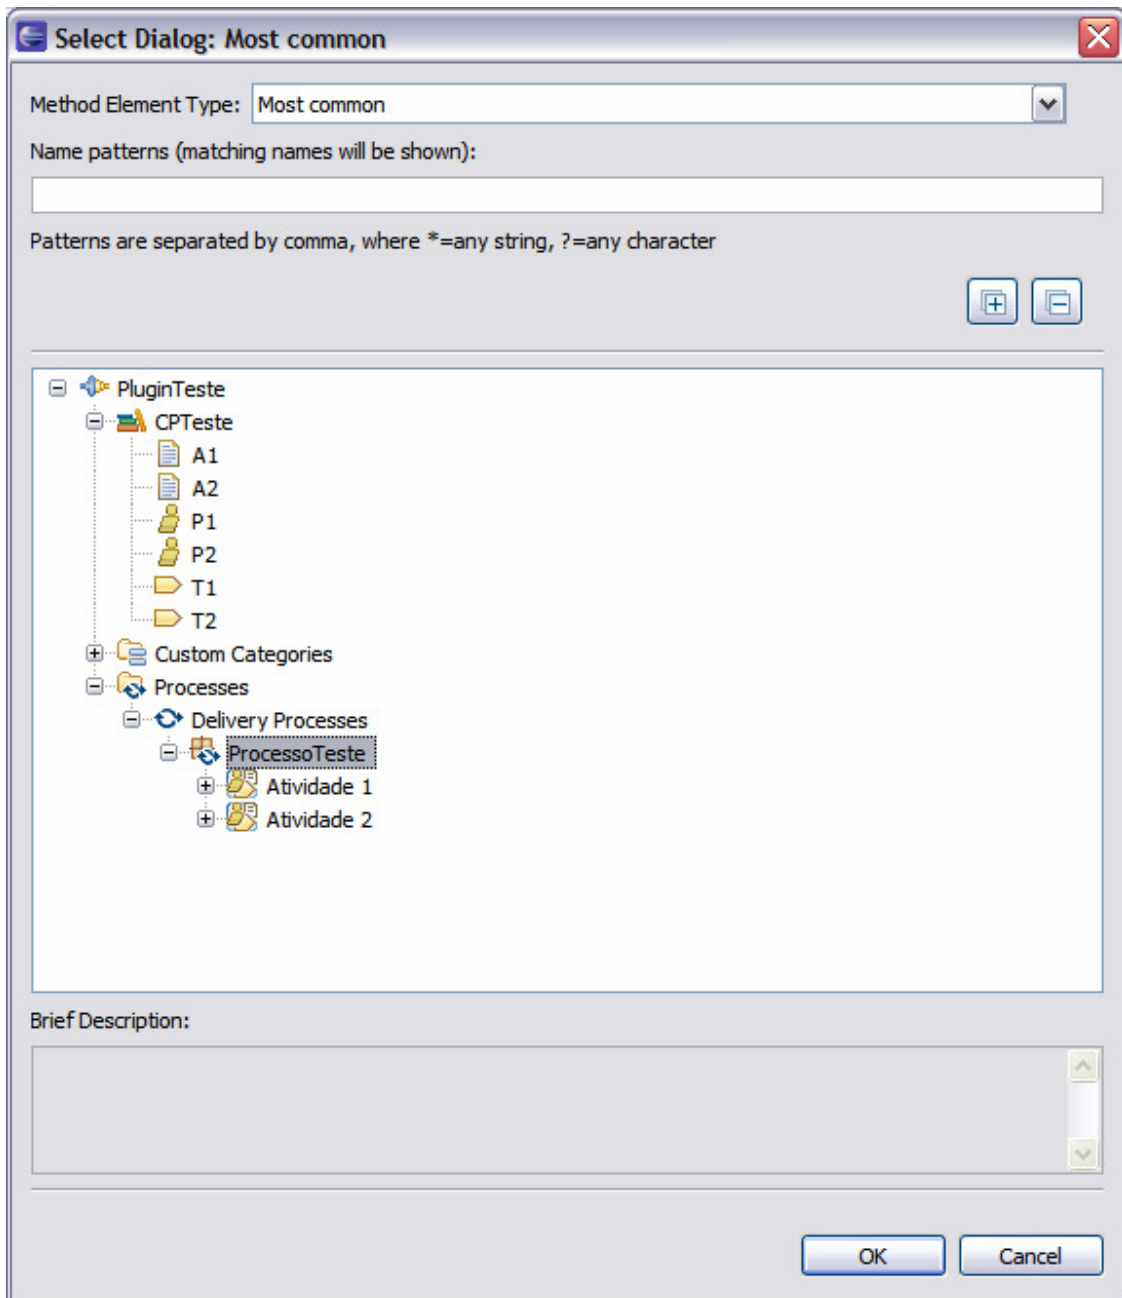 Select Dialog: Most common
Method Element Type: Most common
Name patterns (matching names will be shown):
Patterns are separated by comma, where *=any string, ?=any character
PluginTeste
CPTeste
A1
A2
P1
P2
T1
T2
Custom Categories
Processes
Delivery Processes
ProcessoTeste
Atividade 1
Atividade 2
Brief Description:
OK Cancel